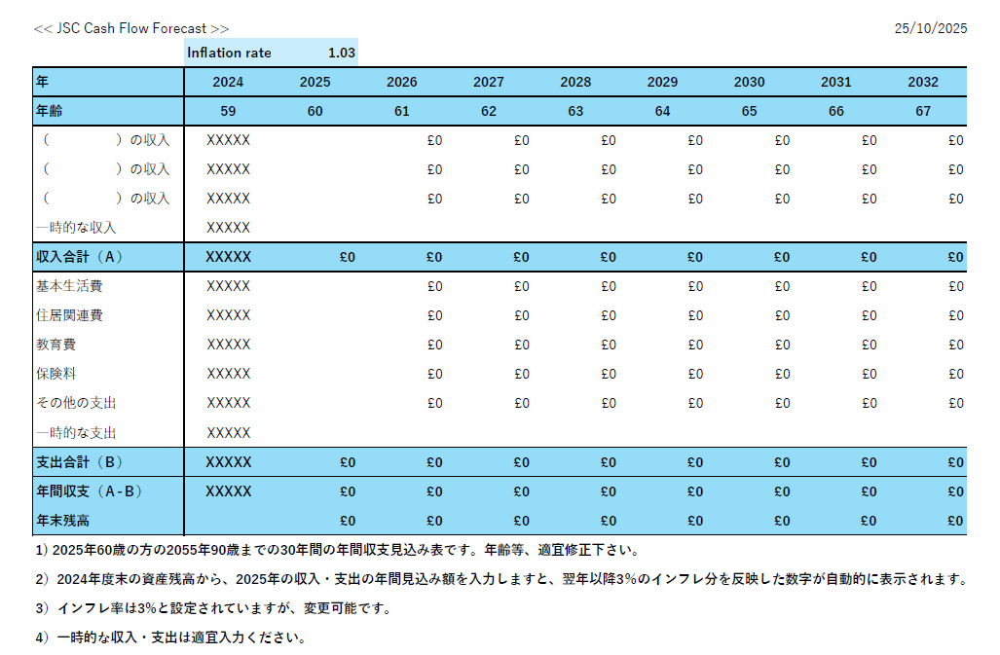 << JSC Cash Flow Forecast >> 25/10/2025
Inflation rate 1.03
年 2024 2025 2026 2027 2028 2029 2030 2031 2032
年齢 59 60 61 62 63 64 65 66 67
（　　　　　）の収入 XXXXX £0 £0 £0 £0 £0 £0 £0
（　　　　　）の収入 XXXXX £0 £0 £0 £0 £0 £0 £0
（　　　　　）の収入 XXXXX £0 £0 £0 £0 £0 £0 £0
一時的な収入 XXXXX
収入合計（A） XXXXX £0 £0 £0 £0 £0 £0 £0 £0
基本生活費 XXXXX £0 £0 £0 £0 £0 £0 £0
住居関連費 XXXXX £0 £0 £0 £0 £0 £0 £0
教育費 XXXXX £0 £0 £0 £0 £0 £0 £0
保険料 XXXXX £0 £0 £0 £0 £0 £0 £0
その他の支出 XXXXX £0 £0 £0 £0 £0 £0 £0
一時的な支出 XXXXX
支出合計（B） XXXXX £0 £0 £0 £0 £0 £0 £0 £0
年間収支（A-B） XXXXX £0 £0 £0 £0 £0 £0 £0 £0
年末残高 £0 £0 £0 £0 £0 £0 £0 £0
1）2025年60歳の方の2055年90歳までの30年間の年間収支見込み表です。年齢等、適宜修正下さい。
2）2024年度末の資産残高から、2025年の収入・支出の年間見込み額を入力しますと、翌年以降3%のインフレ分を反映した数字が自動的に表示されます。
3）インフレ率は3%と設定されていますが、変更可能です。
4）一時的な収入・支出は適宜入力ください。